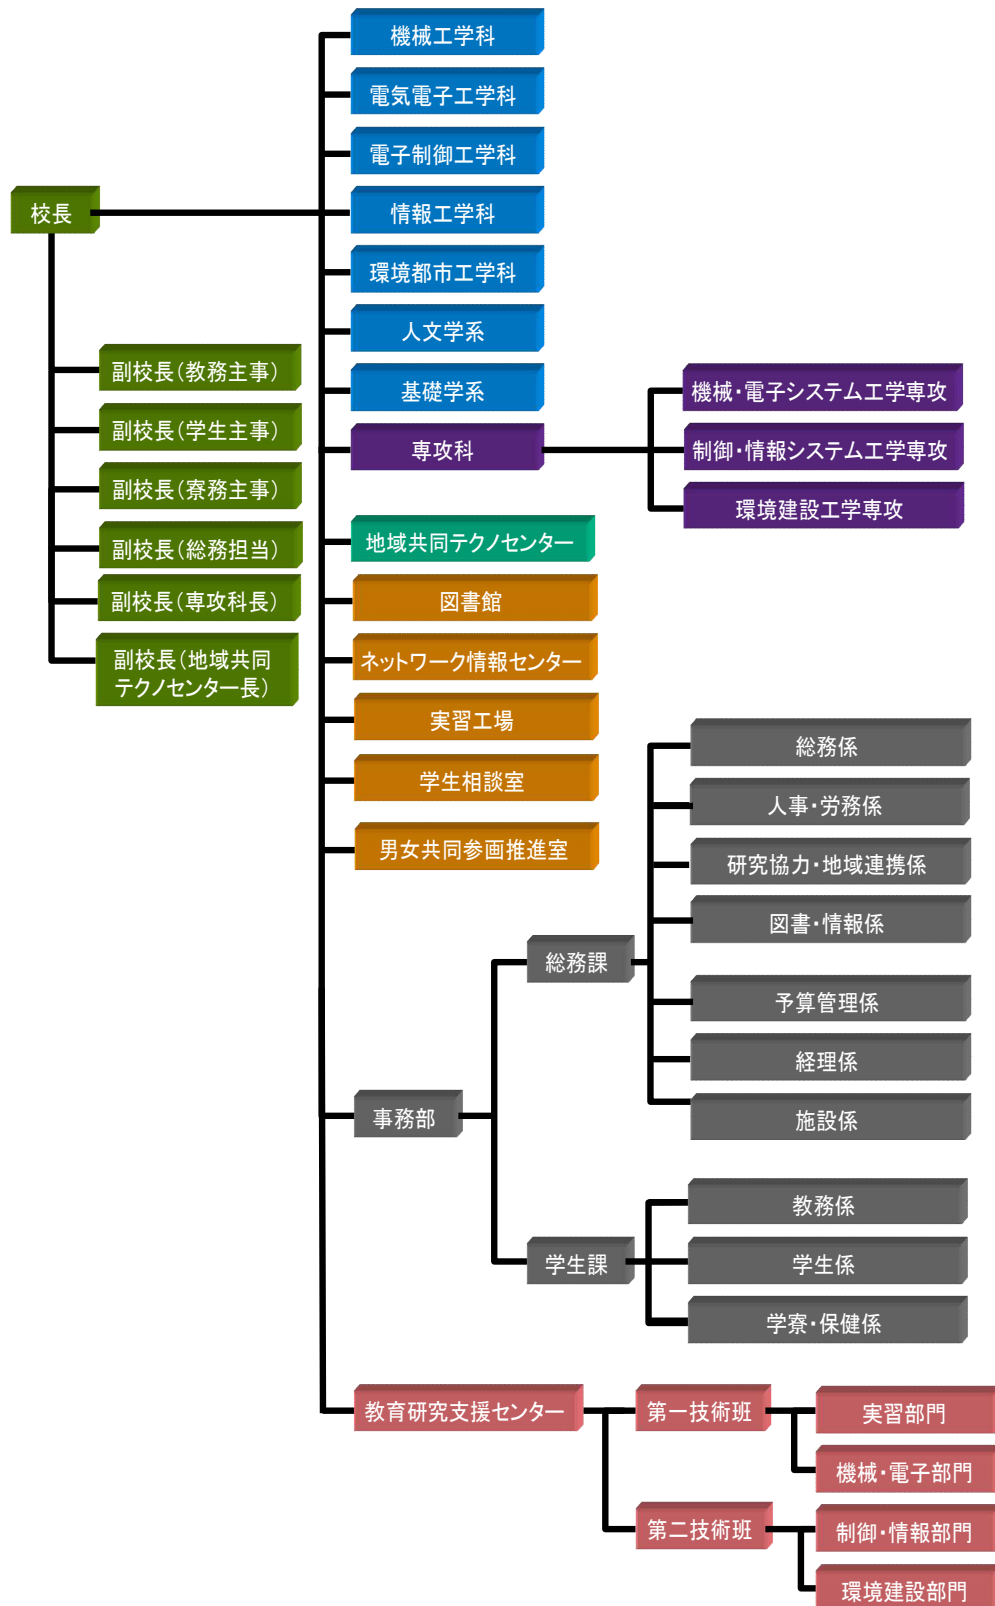 校長
副校長（教務主事）
副校長（学生主事）
副校長（寮務主事）
副校長（総務担当）
副校長（専攻科長）
副校長（地域共同
テクノセンター長）
機械工学科
電気電子工学科
電子制御工学科
情報工学科
環境都市工学科
人文学系
基礎学系
専攻科
機械・電子システム工学専攻
制御・情報システム工学専攻
環境建設工学専攻
地域共同テクノセンター
図書館
ネットワーク情報センター
実習工場
学生相談室
男女共同参画推進室
事務部
総務課
総務係
人事・労務係
研究協力・地域連携係
図書・情報係
予算管理係
経理係
施設係
学生課
教務係
学生係
学寮・保健係
教育研究支援センター
第一技術班
実習部門
機械・電子部門
第二技術班
制御・情報部門
環境建設部門